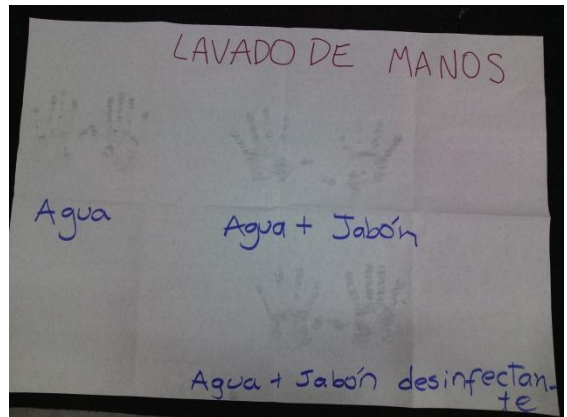 LAVADO DE MANOS
Agua
Agua + Jabón
Agua + Jabón desinfectan-
te